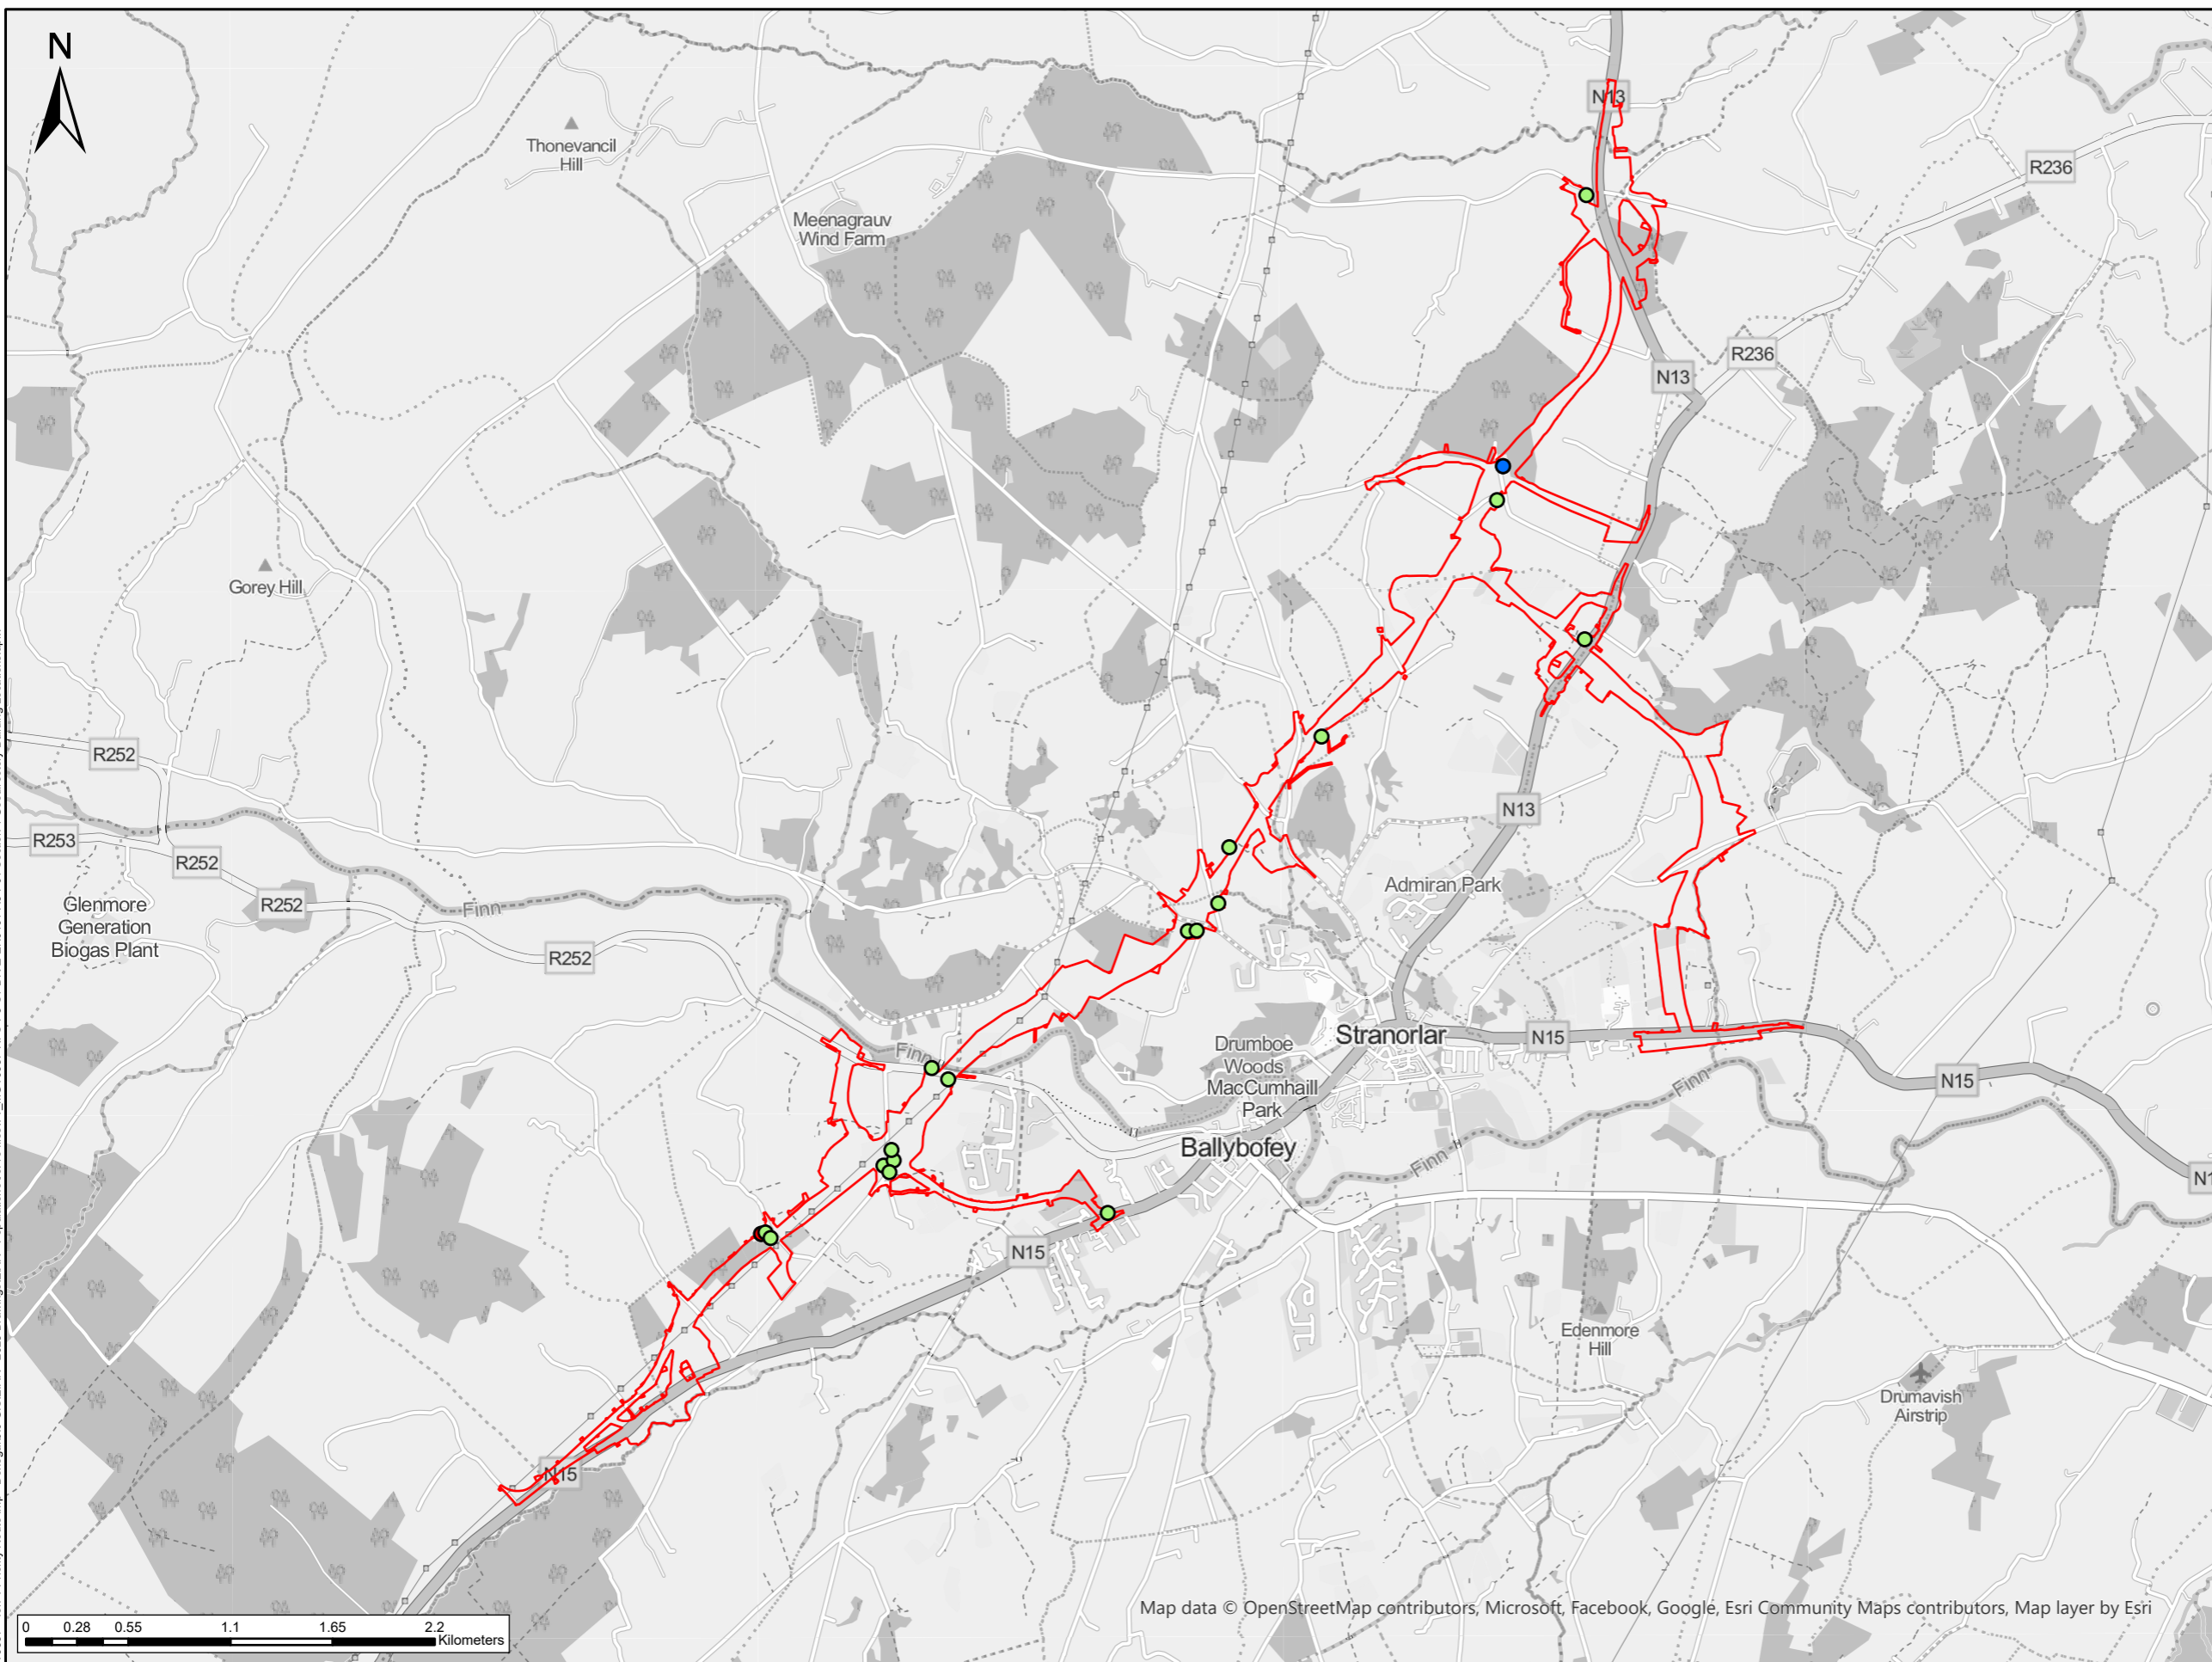 N
N13
Thonevancil
Hill
R236
Meenagrauv
Wind Farm
R236
N13
Gorey Hill
R252
N13
R253
R252
Admiran Park
R252
Glenmore
Generation
Biogas Plant
Finn
R252
Stranorlar
N15
Drumboe
Woods
MacCumhaill
Park
Finn
Finn
N15
Ballybofey
Finn
N1
N15
Edenmore
Hill
Drumavish
Airstrip
N15
Map data © OpenStreetMap contributors, Microsoft, Facebook, Google, Esri Community Maps contributors, Map layer by Esri
0 0.28 0.55 1.1 1.65 2.2
Kilometers